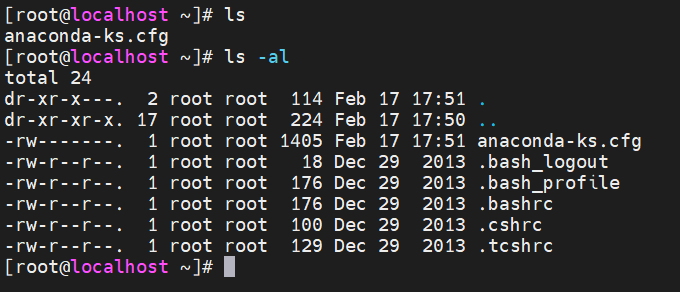 [root@localhost ~]# ls
anaconda-ks.cfg
[root@localhost ~]# ls -al
total 24
dr-xr-x---.  2 root root  114 Feb 17 17:51 .
dr-xr-xr-x. 17 root root  224 Feb 17 17:50 ..
-rw-------.  1 root root 1405 Feb 17 17:51 anaconda-ks.cfg
-rw-r--r--.  1 root root   18 Dec 29  2013 .bash_logout
-rw-r--r--.  1 root root  176 Dec 29  2013 .bash_profile
-rw-r--r--.  1 root root  176 Dec 29  2013 .bashrc
-rw-r--r--.  1 root root  100 Dec 29  2013 .cshrc
-rw-r--r--.  1 root root  129 Dec 29  2013 .tcshrc
[root@localhost ~]#